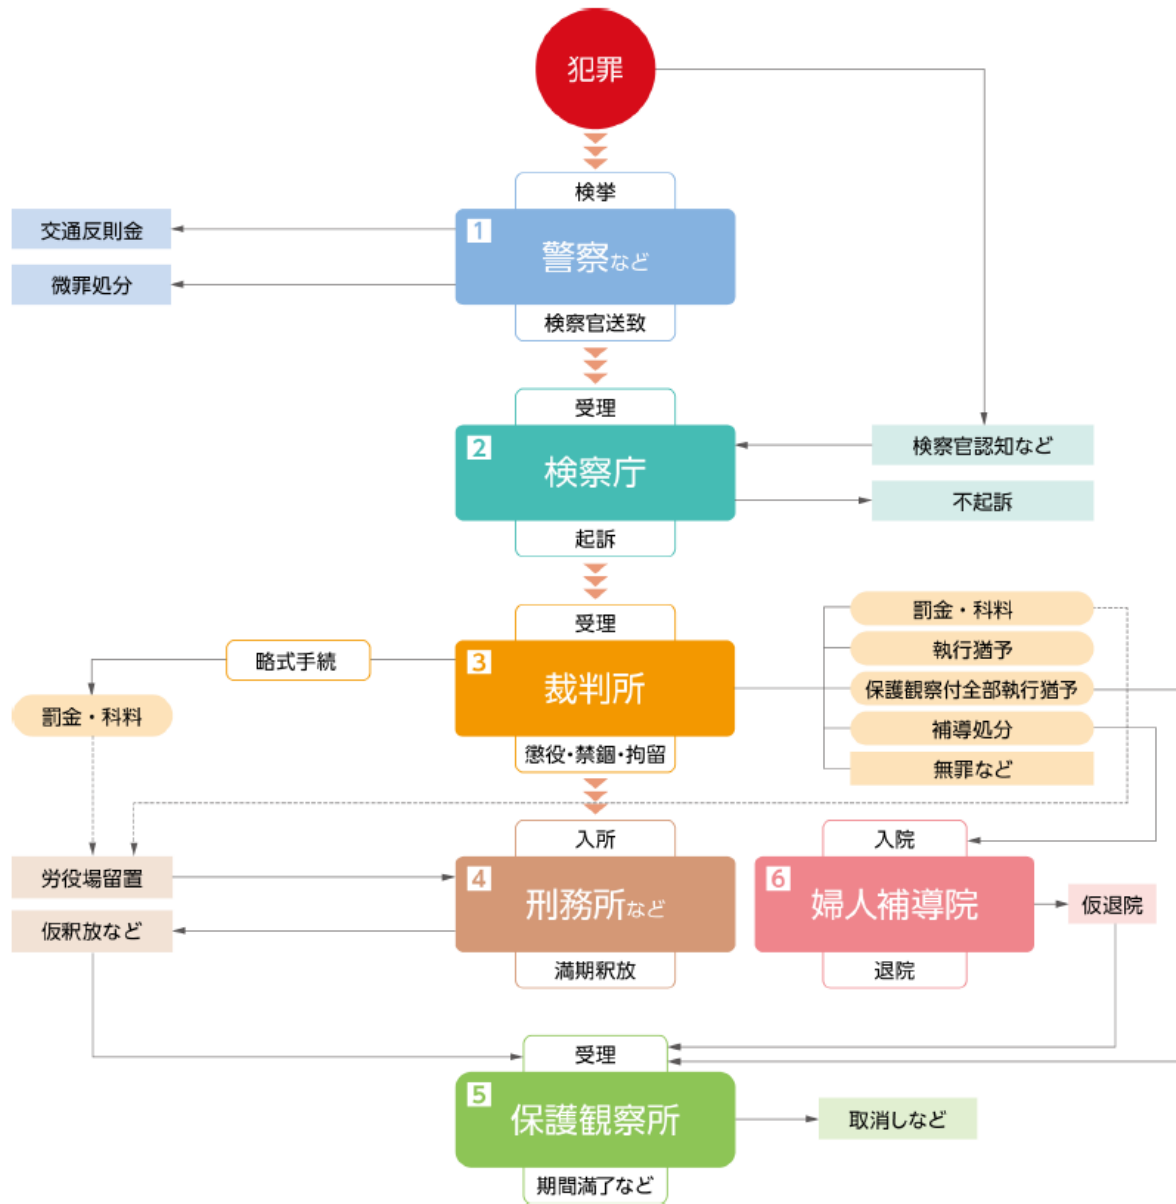 犯罪
検挙
1
警察など
検察官送致
交通反則金
微罪処分
受理
2
検察庁
起訴
検察官認知など
不起訴
受理
3
裁判所
懲役・禁錮・拘留
略式手続
罰金・科料
罰金・科料
執行猶予
保護観察付全部執行猶予
補導処分
無罪など
入所
4
刑務所など
満期釈放
労役場留置
仮釈放など
入院
6
婦人補導院
退院
仮退院
受理
5
保護観察所
期間満了など
取消しなど